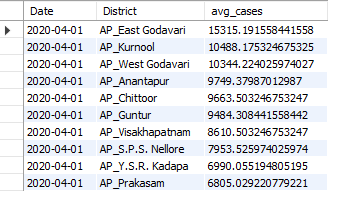 Date District avg_cases
2020-04-01 AP_East Godavari 15315.191558441558
2020-04-01 AP_Kurnool 10488.175324675325
2020-04-01 AP_West Godavari 10344.224025974027
2020-04-01 AP_Anantapur 9749.37987012987
2020-04-01 AP_Chittoor 9663.503246753247
2020-04-01 AP_Guntur 9484.308441558442
2020-04-01 AP_Visakhapatnam 8610.503246753247
2020-04-01 AP_S.P.S. Nellore 7953.525974025974
2020-04-01 AP_Y.S.R. Kadapa 6990.055194805195
2020-04-01 AP_Prakasam 6805.029220779221